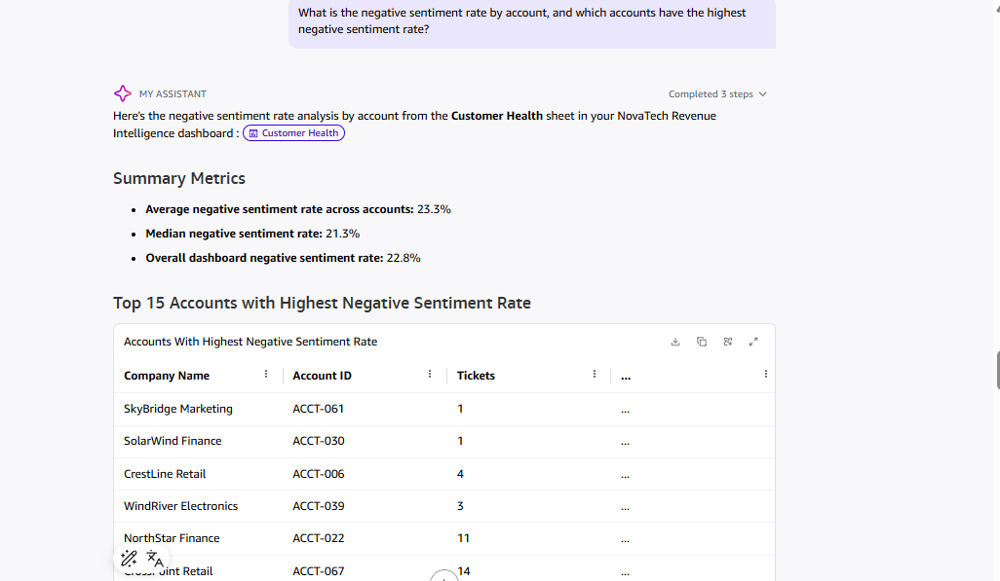 What is the negative sentiment rate by account, and which accounts have the highest
negative sentiment rate?
MY ASSISTANT
Completed 3 steps
Here's the negative sentiment rate analysis by account from the Customer Health sheet in your NovaTech Revenue
Intelligence dashboard : Customer Health
Summary Metrics
• Average negative sentiment rate across accounts: 23.3%
• Median negative sentiment rate: 21.3%
• Overall dashboard negative sentiment rate: 22.8%
Top 15 Accounts with Highest Negative Sentiment Rate
Accounts With Highest Negative Sentiment Rate
Company Name Account ID Tickets ...
SkyBridge Marketing ACCT-061 1 ...
SolarWind Finance ACCT-030 1 ...
CrestLine Retail ACCT-006 4 ...
WindRiver Electronics ACCT-039 3 ...
NorthStar Finance ACCT-022 11 ...
Retail ACCT-067 14 ...